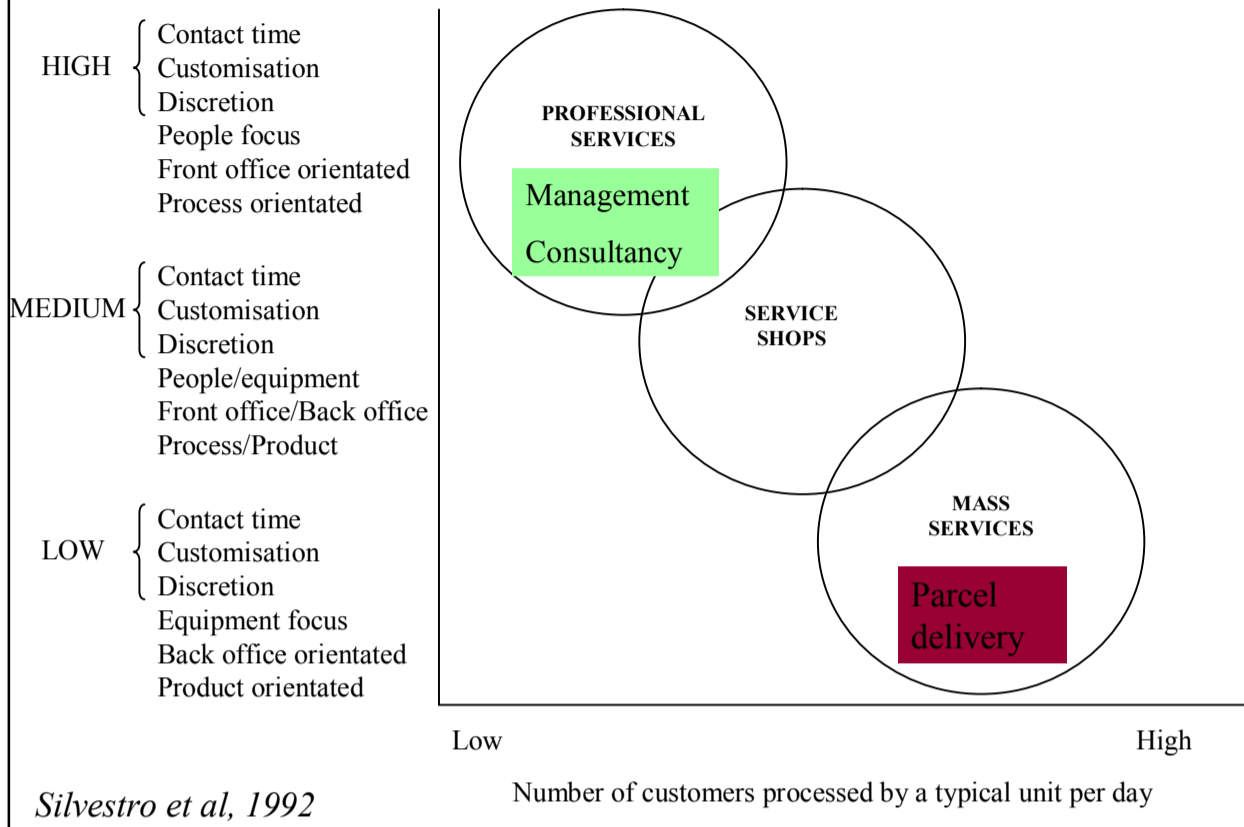 HIGH
Contact time
Customisation
Discretion
People focus
Front office orientated
Process orientated
MEDIUM
Contact time
Customisation
Discretion
People/equipment
Front office/Back office
Process/Product
LOW
Contact time
Customisation
Discretion
Equipment focus
Back office orientated
Product orientated
PROFESSIONAL
SERVICES
Management
Consultancy
SERVICE
SHOPS
MASS
SERVICES
Parcel
delivery
Low
High
Number of customers processed by a typical unit per day
Silvestro et al, 1992